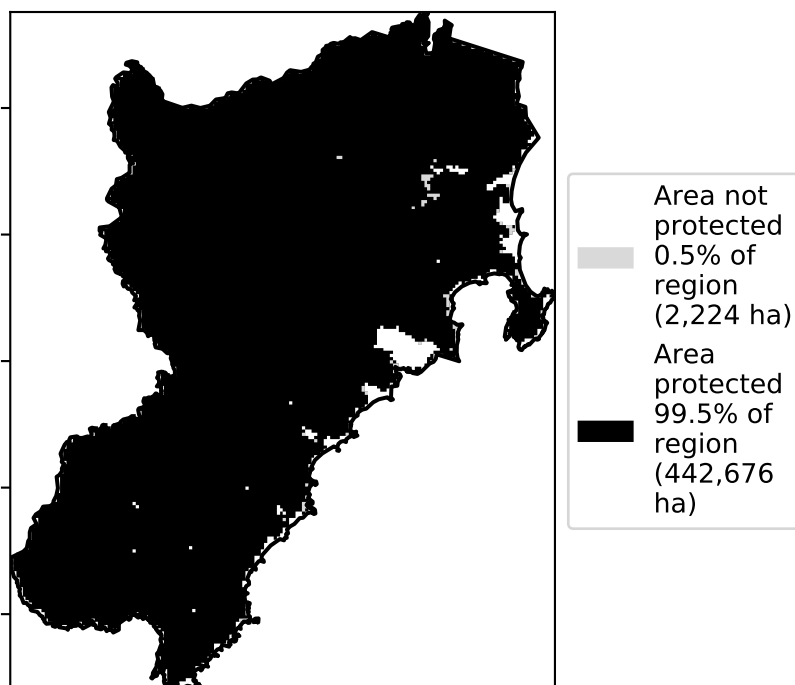 Area not
protected
0.5% of
region
(2,224 ha)
Area
protected
99.5% of
region
(442,676
ha)